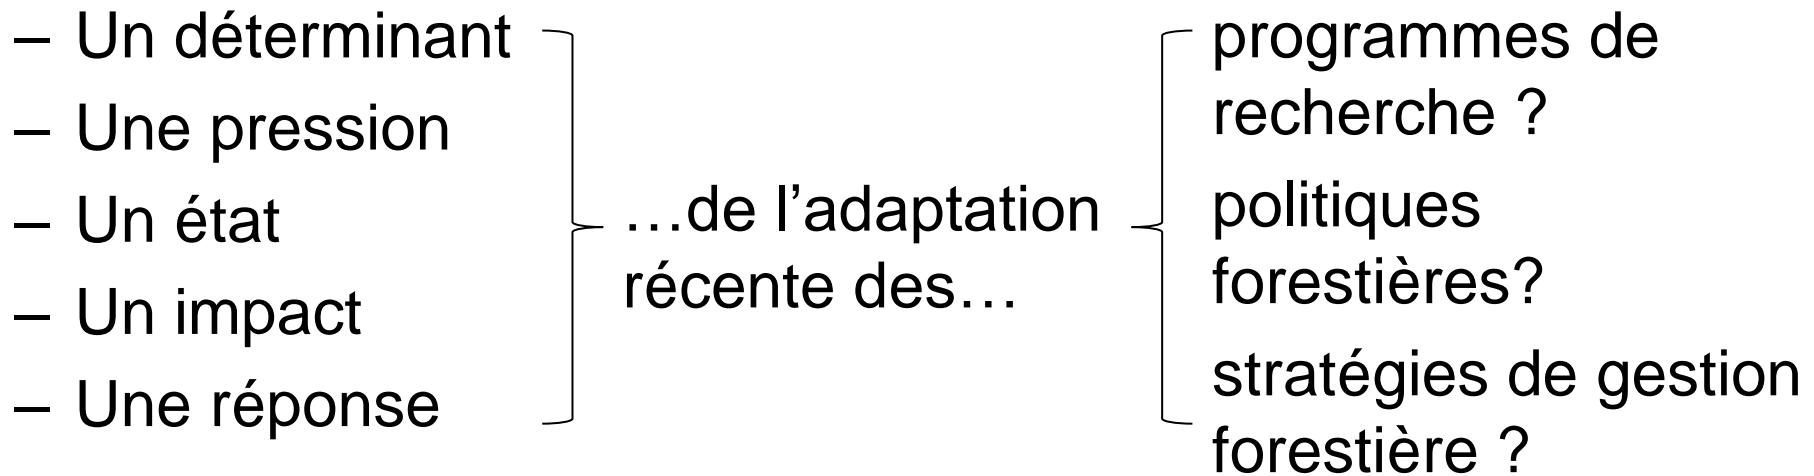 – Un déterminant
– Une pression
– Un état
– Un impact
– Une réponse
…de l’adaptation
récente des…
programmes de
recherche ?
politiques
forestières?
stratégies de gestion
forestière ?